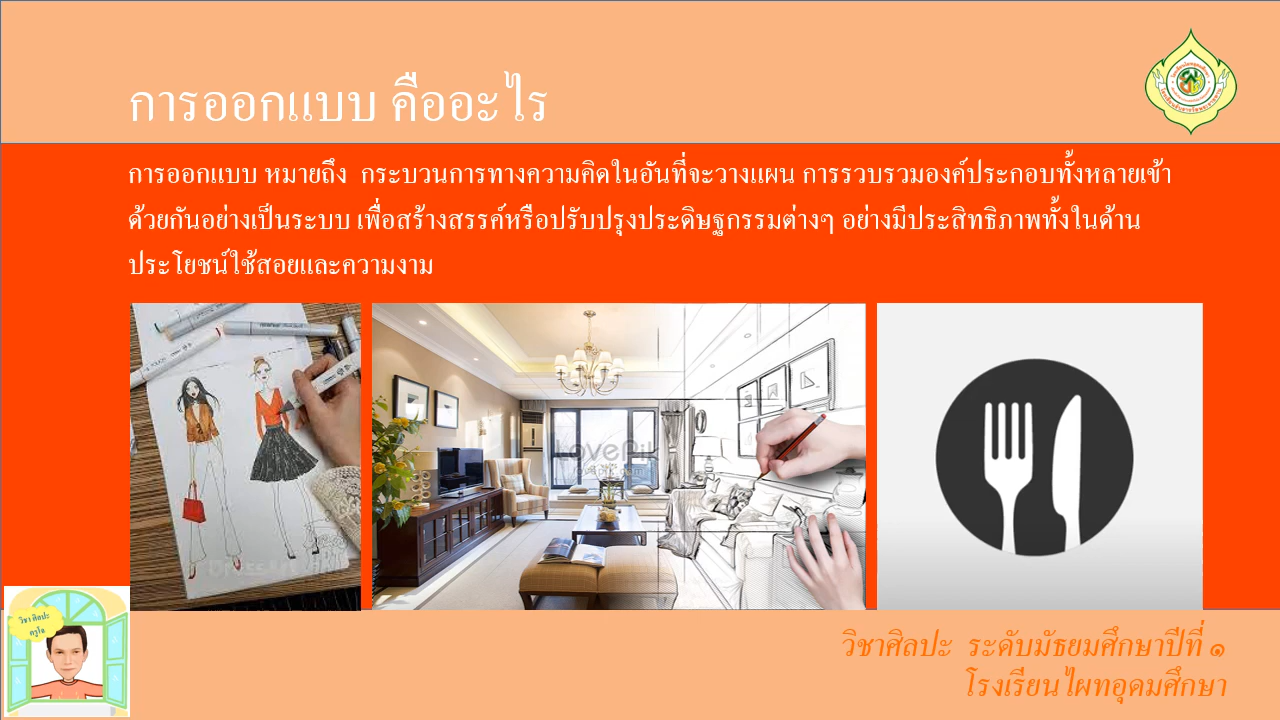 การออกแบบ คืออะไร
การออกแบบ หมายถึง กระบวนการทางความคิดในอันที่จะวางแผน การรวบรวมองค์ประกอบทั้งหลายเข้า
ด้วยกันอย่างเป็นระบบ เพื่อสร้างสรรค์หรือปรับปรุงประดิษฐกรรมต่างๆ อย่างมีประสิทธิภาพทั้งในด้าน
ประโยชน์ใช้สอยและความงาม
LovePik
วิชา ศิลปะ
วิชาศิลปะ ระดับมัธยมศึกษาปีที่ ๑
โรงเรียนไผทอุดมศึกษา